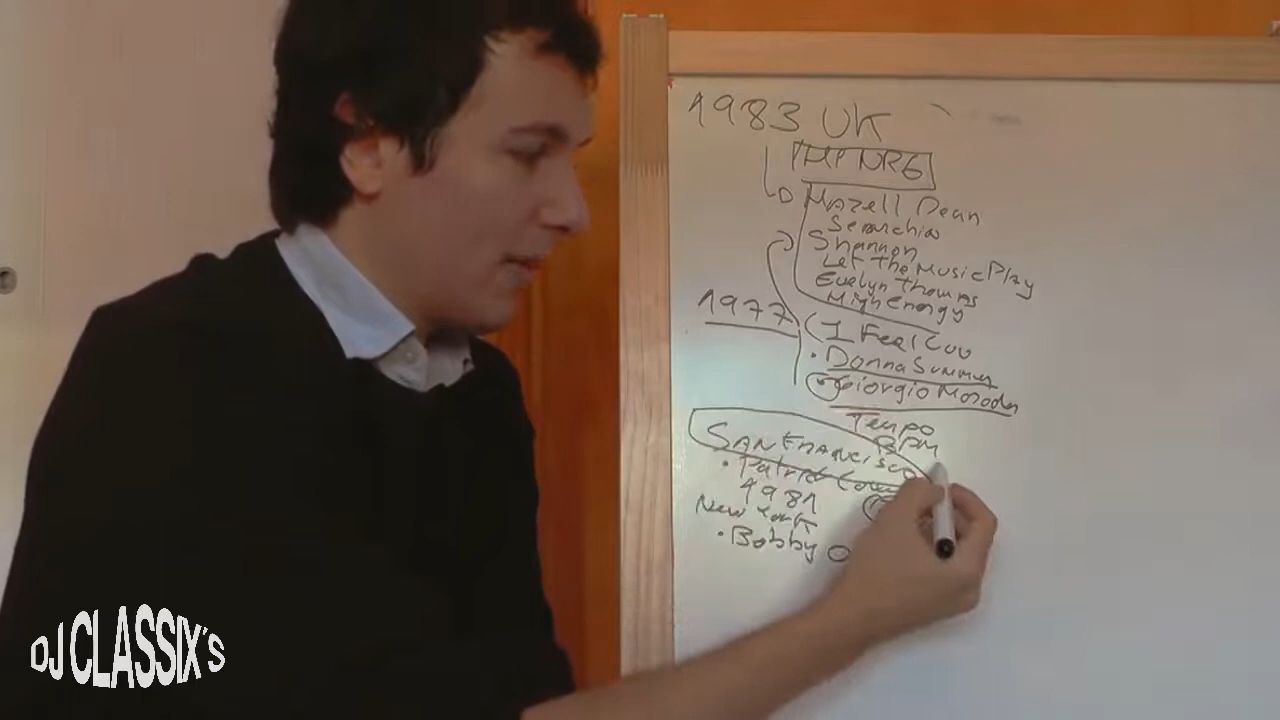 1983 UK
HI NRG
Hazell Dean
Searchin
Shannon
Let The Music Play
Evelyn Thomas
High Energy
1977
I Feel Love
• Donna Summer
Giorgio Moroder
Tempo
BPM
SAN FRANCISCO
• Patrick Cowley
1981
New York
• Bobby O
DJ CLASSIX'S